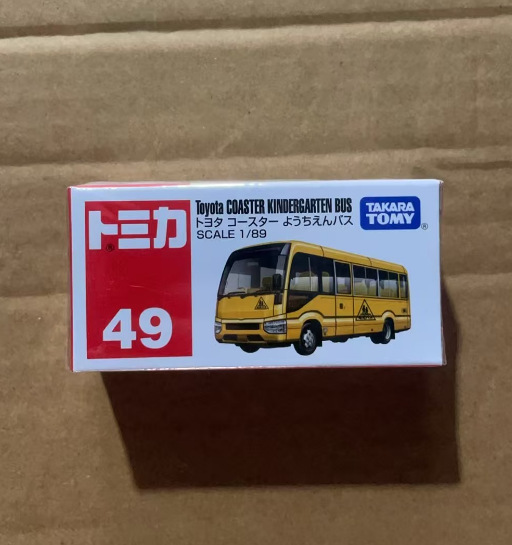 トミカ
®
49
Toyota COASTER KINDERGARTEN BUS
トヨタ コースター ようちえんバス
SCALE 1/89
TAKARA
TOMY
®